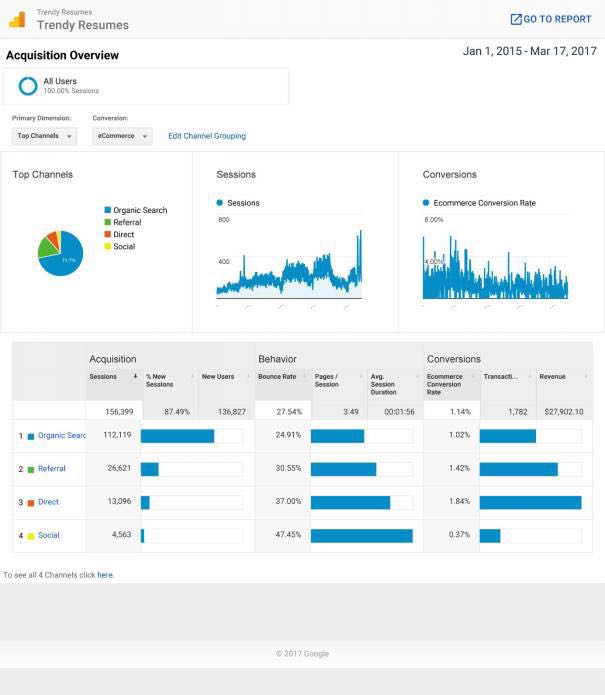 Trendy Resumes
Trendy Resumes
GO TO REPORT
Acquisition Overview
Jan 1, 2015 - Mar 17, 2017
All Users
100.00% Sessions
Primary Dimension:
Conversion:
Top Channels
eCommerce
Edit Channel Grouping
Top Channels
Organic Search
Referral
Direct
Social
71.7%
Sessions
Sessions
800
400
...
...
...
...
Conversions
Ecommerce Conversion Rate
8.00%
4.00%
...
...
...
...
Acquisition
Behavior
Conversions
Sessions
% New
Sessions
New Users
Bounce Rate
Pages /
Session
Avg.
Session
Duration
Ecommerce
Conversion
Rate
Transacti...
Revenue
156,399
87.49%
136,827
27.54%
3.49
00:01:56
1.14%
1,782
$27,902.10
1 Organic Searc 112,119 24.91% 1.02%
2 Referral 26,621 30.55% 1.42%
3 Direct 13,096 37.00% 1.84%
4 Social 4,563 47.45% 0.37%
To see all 4 Channels click here.
© 2017 Google